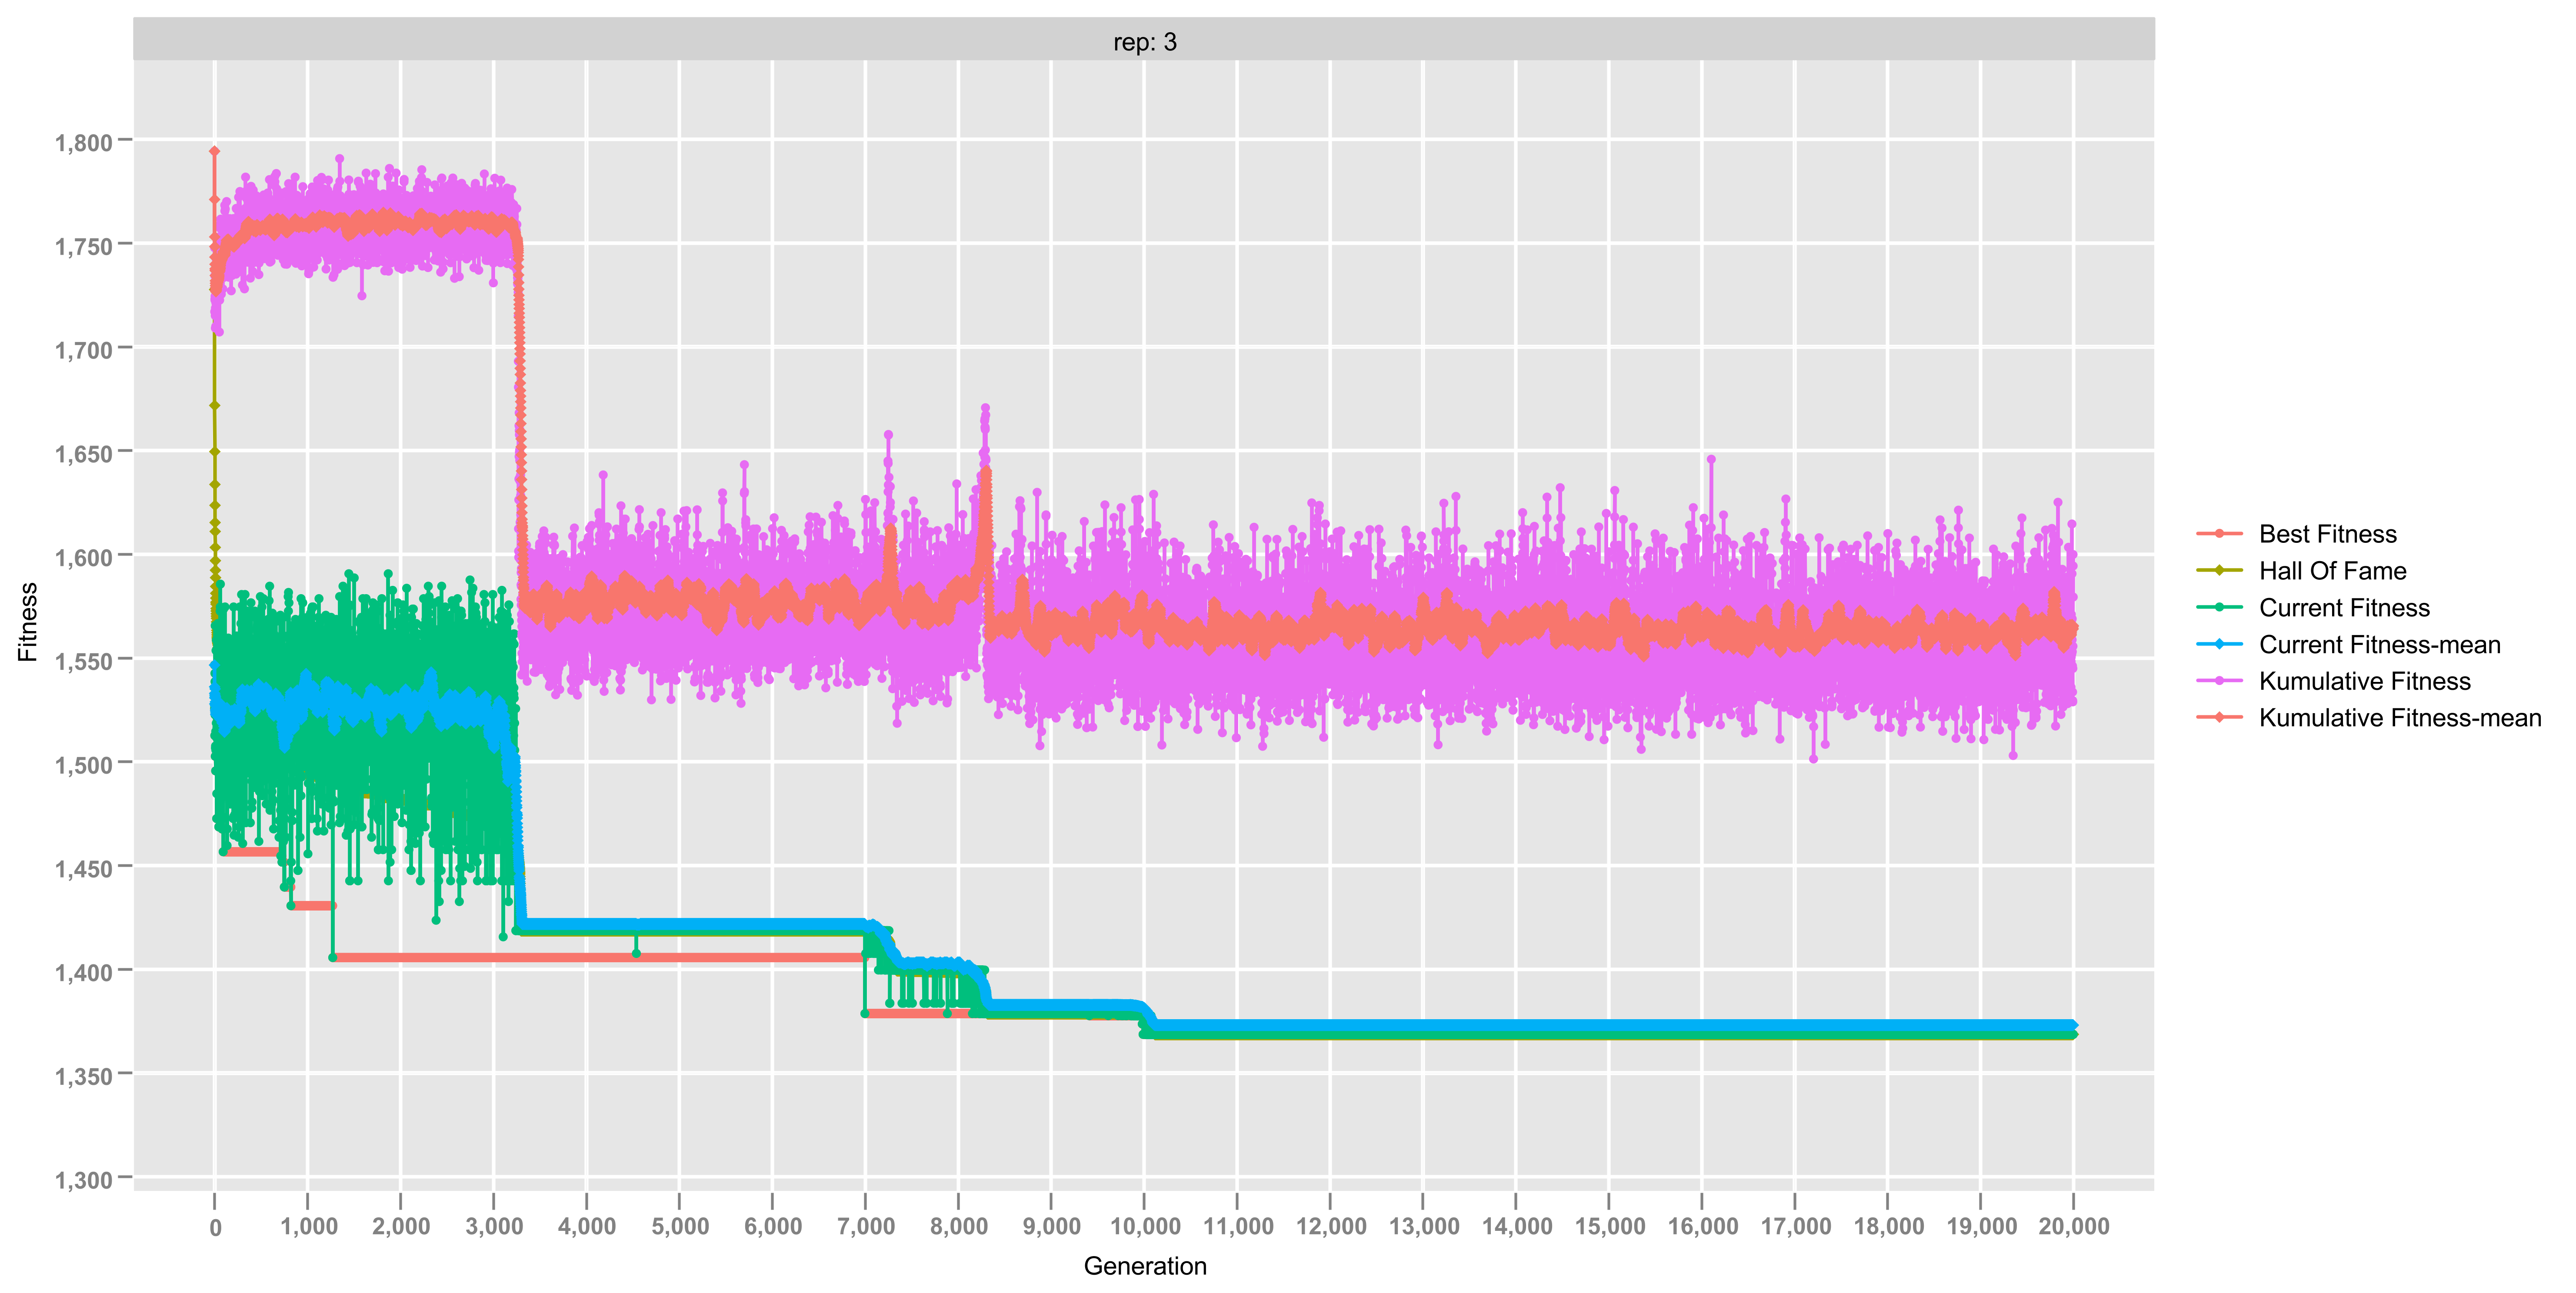 rep: 3
1,800
1,750
1,700
1,650
1,600
1,550
1,500
1,450
1,400
1,350
1,300
Fitness
0 1,000 2,000 3,000 4,000 5,000 6,000 7,000 8,000 9,000 10,000 11,000 12,000 13,000 14,000 15,000 16,000 17,000 18,000 19,000 20,000
Generation
Best Fitness
Hall Of Fame
Current Fitness
Current Fitness-mean
Kumulative Fitness
Kumulative Fitness-mean